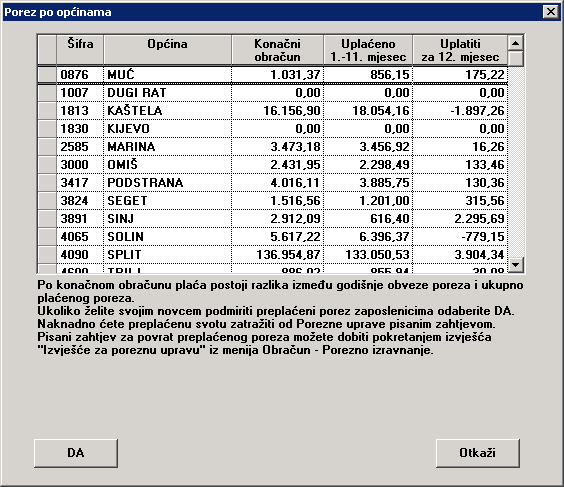 Porez po općinama
Šifra Općina Konačni obračun Uplaćeno 1.-11. mjesec Uplatiti za 12. mjesec
0876 MUĆ 1.031,37 856,15 175,22
1007 DUGI RAT 0,00 0,00 0,00
1813 KAŠTELA 16.156,90 18.054,16 -1.897,26
1830 KIJEVO 0,00 0,00 0,00
2585 MARINA 3.473,18 3.456,92 16,26
3000 OMIŠ 2.431,95 2.298,49 133,46
3417 PODSTRANA 4.016,11 3.885,75 130,36
3824 SEGET 1.516,56 1.201,00 315,56
3891 SINJ 2.912,09 616,40 2.295,69
4065 SOLIN 5.617,22 6.396,37 -779,15
4090 SPLIT 136.954,87 133.050,53 3.904,34
Po konačnom obračunu plaća postoji razlika između godišnje obveze poreza i ukupno
plaćenog poreza.
Ukoliko želite svojim novcem podmiriti preplaćeni porez zaposlenicima odaberite DA.
Naknadno ćete preplaćenu svotu zatražiti od Porezne uprave pisanim zahtjevom.
Pisani zahtjev za povrat preplaćenog poreza možete dobiti pokretanjem izvješća
"Izvješće za poreznu upravu" iz menija Obračun - Porezno izravnanje.
DA Otkaži